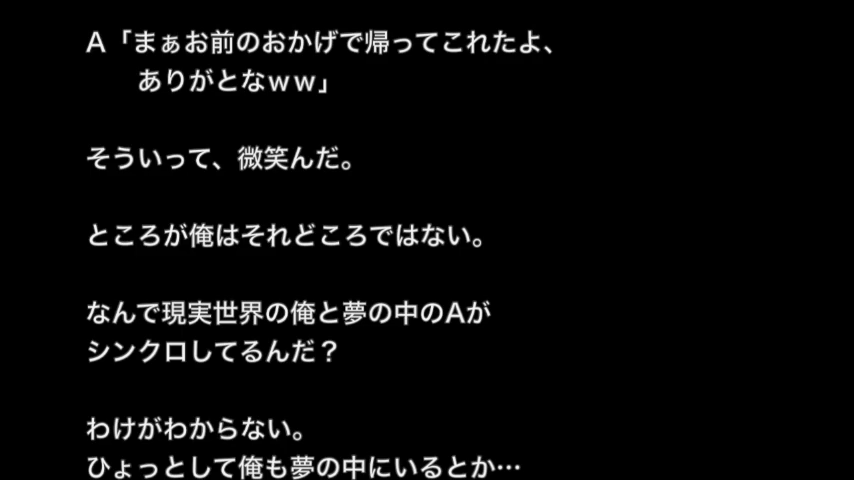 A「まぁお前のおかげで帰ってこれたよ、
ありがとなｗｗ」
そういって、微笑んだ。
ところが俺はそれどころではない。
なんで現実世界の俺と夢の中のAが
シンクロしてるんだ？
わけがわからない。
ひょっとして俺も夢の中にいるとか…